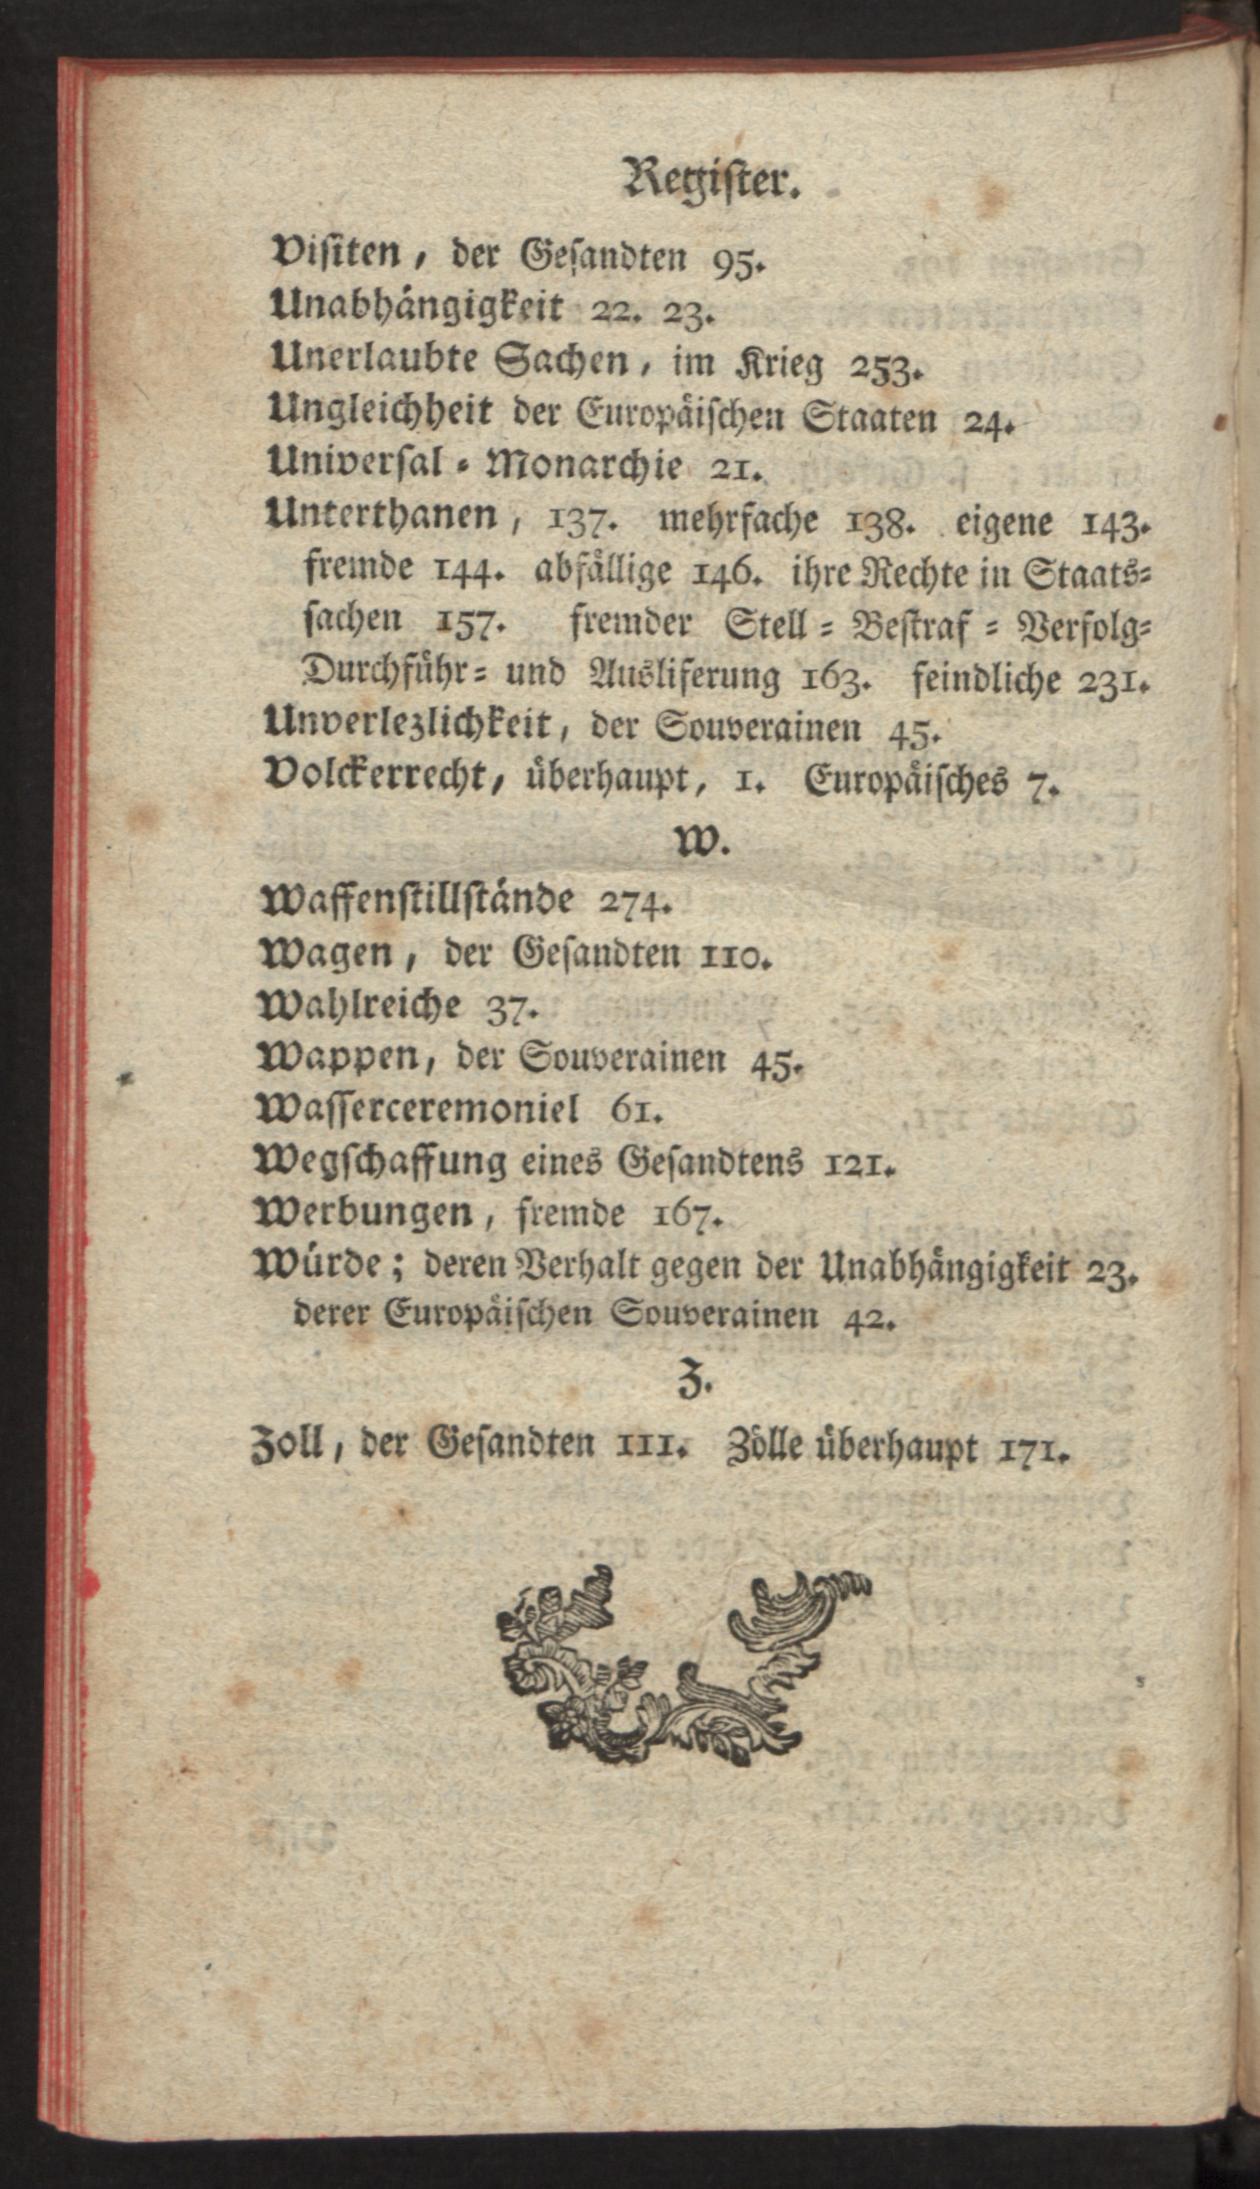 Regiſter.
Viſiten, der Geſandten 95.
Unabhängigkeit 22. 23.
Unerlaubte Sachen, im Krieg 253.
Ungleichheit der Europäiſchen Staaten 24.
Univerſal-Monarchie 21.
Unterthanen, 137. mehrfache 138. eigene 143.
fremde 144. abfällige 146. ihre Rechte in Staats-
ſachen 157. fremder Stell-Beſtraf-Verfolg-
Durchführ- und Ausliferung 163. feindliche 231.
Unverlezlichkeit, der Souverainen 45.
Volckerrecht, überhaupt, 1. Europäiſches 7.
W.
Waffenſtillſtände 274.
Wagen, der Geſandten 110.
Wahlreiche 37.
Wappen, der Souverainen 45.
Waſſerceremoniel 61.
Wegſchaffung eines Geſandtens 121.
Werbungen, fremde 167.
Würde; deren Verhalt gegen der Unabhängigkeit 23.
derer Europäiſchen Souverainen 42.
Z.
Zoll, der Geſandten 111. Zölle überhaupt 171.